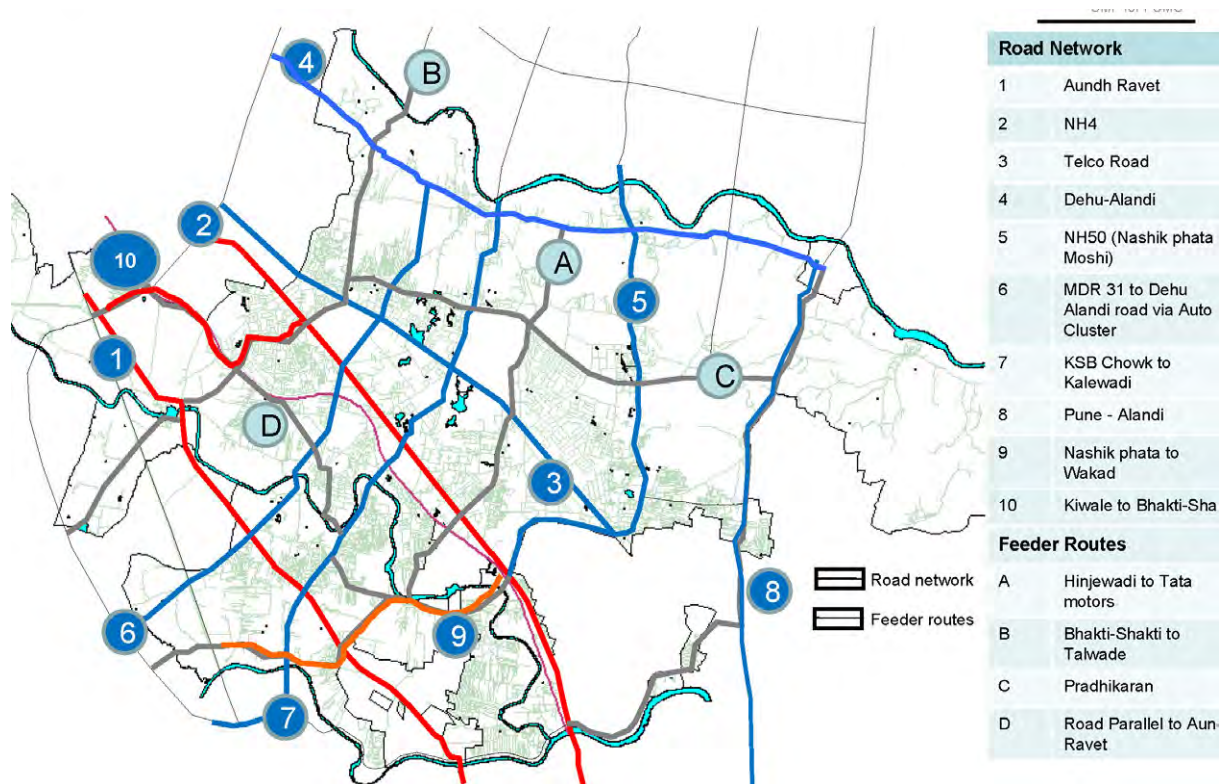 4
B
2
10
A
5
1
C
D
3
6
9
8
7
Road network
Feeder routes
Road Network
1 Aundh Ravet
2 NH4
3 Telco Road
4 Dehu-Alandi
5 NH50 (Nashik phata
Moshi)
6 MDR 31 to Dehu
Alandi road via Auto
Cluster
7 KSB Chowk to
Kalewadi
8 Pune - Alandi
9 Nashik phata to
Wakad
10 Kiwale to Bhakti-Sha
Feeder Routes
A Hinjewadi to Tata
motors
B Bhakti-Shakti to
Talwade
C Pradhikaran
D Road Parallel to Aun
Ravet